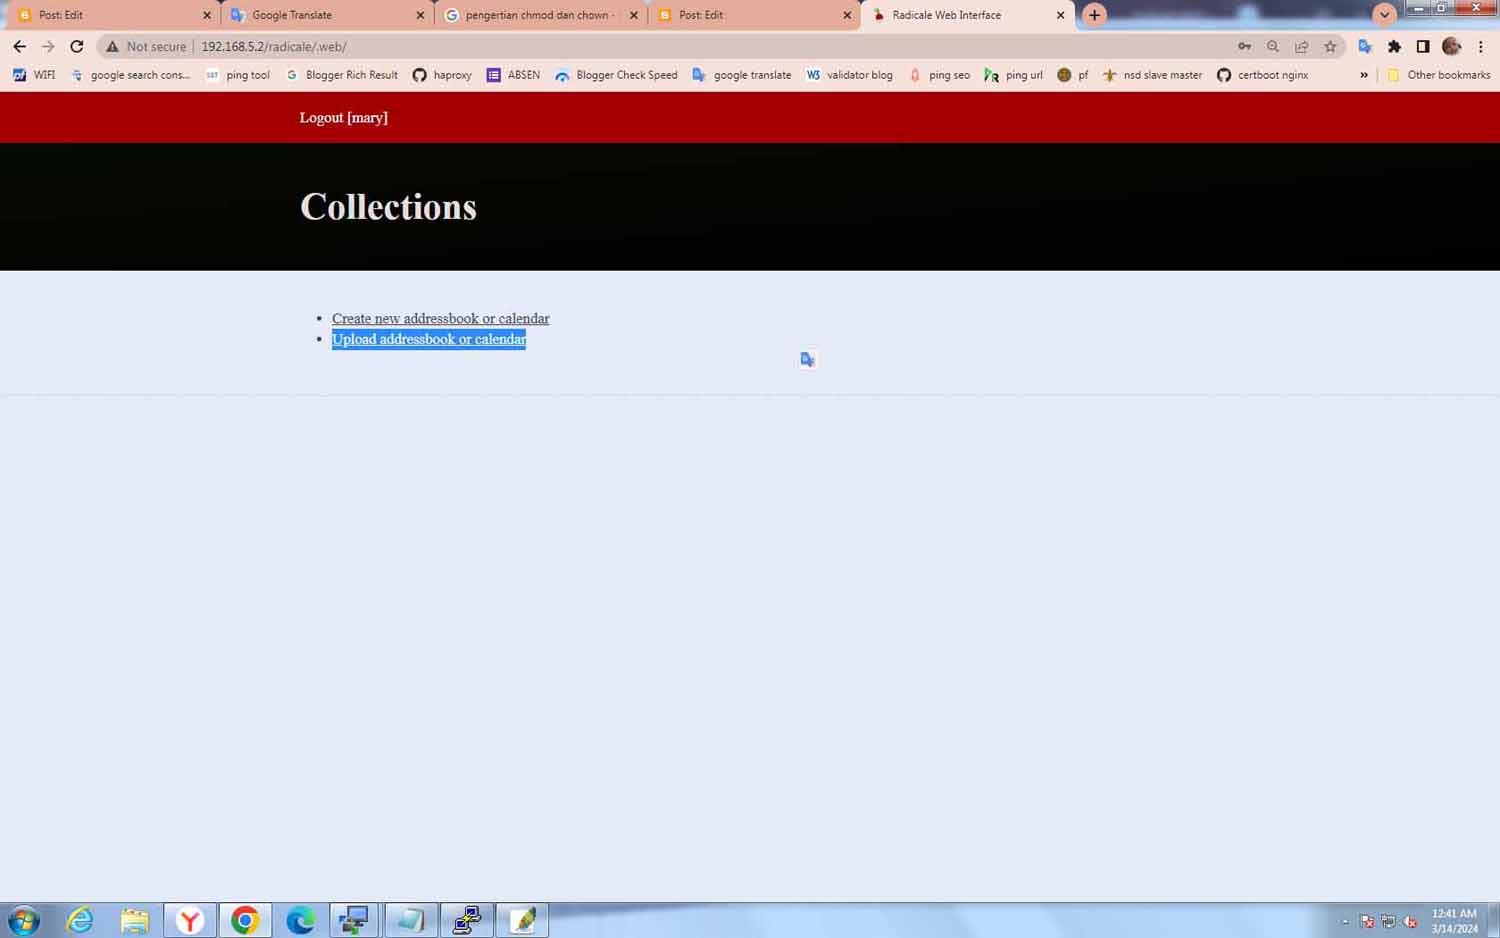 Post: Edit
Google Translate
pengertian chmod dan chown -
Post: Edit
Radicale Web Interface
Not secure
192.168.5.2/radicale/.web/
WIFI
google search cons...
ping tool
Blogger Rich Result
haproxy
ABSEN
Blogger Check Speed
google translate
validator blog
ping seo
ping url
pf
nsd slave master
certboot nginx
»
Other bookmarks
Logout [mary]
Collections
Create new addressbook or calendar
Upload addressbook or calendar
12:41 AM
3/14/2024